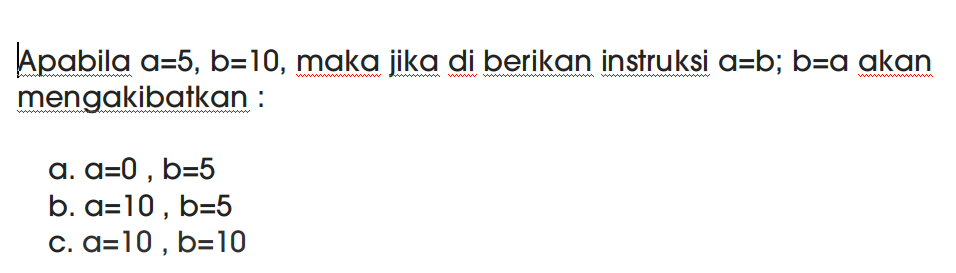 Apabila a=5, b=10, maka jika di berikan instruksi a=b; b=a akan
mengakibatkan :
a. a=0 , b=5
b. a=10 , b=5
c. a=10 , b=10